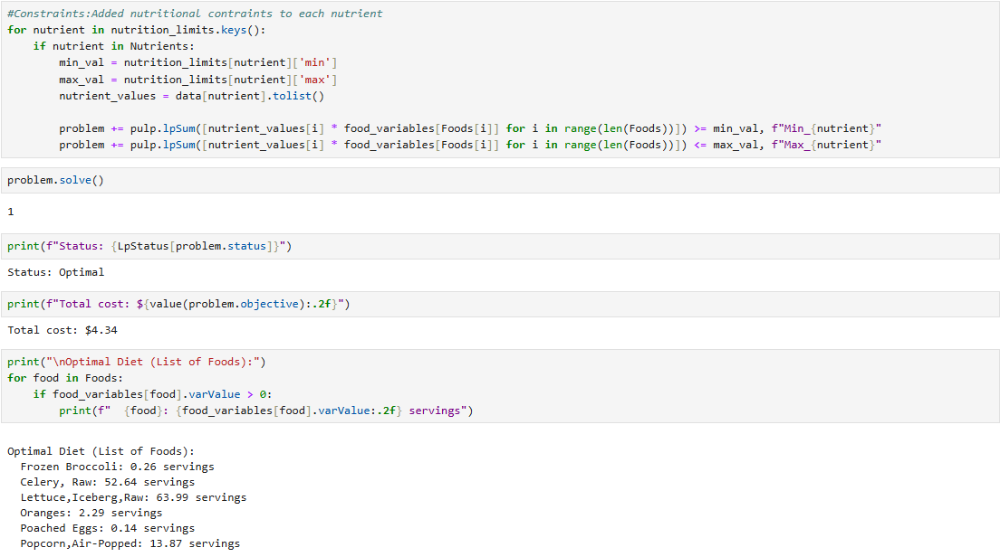 #Constraints:Added nutritional contraints to each nutrient
for nutrient in nutrition_limits.keys():
    if nutrient in Nutrients:
        min_val = nutrition_limits[nutrient]['min']
        max_val = nutrition_limits[nutrient]['max']
        nutrient_values = data[nutrient].tolist()

        problem += pulp.lpSum([nutrient_values[i] * food_variables[Foods[i]] for i in range(len(Foods))]) >= min_val, f"Min_{nutrient}"
        problem += pulp.lpSum([nutrient_values[i] * food_variables[Foods[i]] for i in range(len(Foods))]) <= max_val, f"Max_{nutrient}"
problem.solve()
1
print(f"Status: {LpStatus[problem.status]}")
Status: Optimal
print(f"Total cost: ${value(problem.objective):.2f}")
Total cost: $4.34
print("\nOptimal Diet (List of Foods):")
for food in Foods:
    if food_variables[food].varValue > 0:
        print(f"  {food}: {food_variables[food].varValue:.2f} servings")
Optimal Diet (List of Foods):
  Frozen Broccoli: 0.26 servings
  Celery, Raw: 52.64 servings
  Lettuce,Iceberg,Raw: 63.99 servings
  Oranges: 2.29 servings
  Poached Eggs: 0.14 servings
  Popcorn,Air-Popped: 13.87 servings